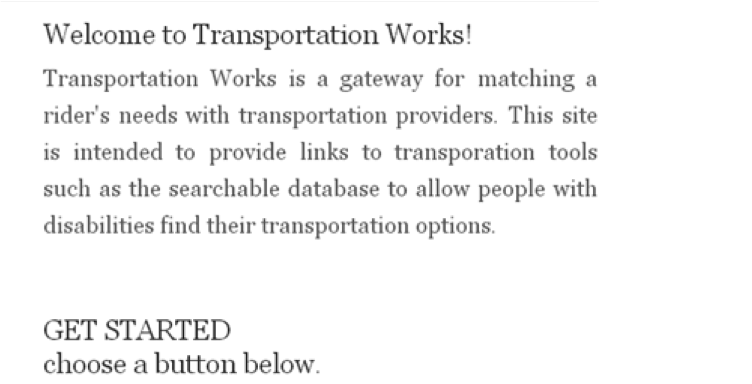 Welcome to Transportation Works!
Transportation Works is a gateway for matching a
rider's needs with transportation providers. This site
is intended to provide links to transporation tools
such as the searchable database to allow people with
disabilities find their transportation options.
GET STARTED
choose a button below.